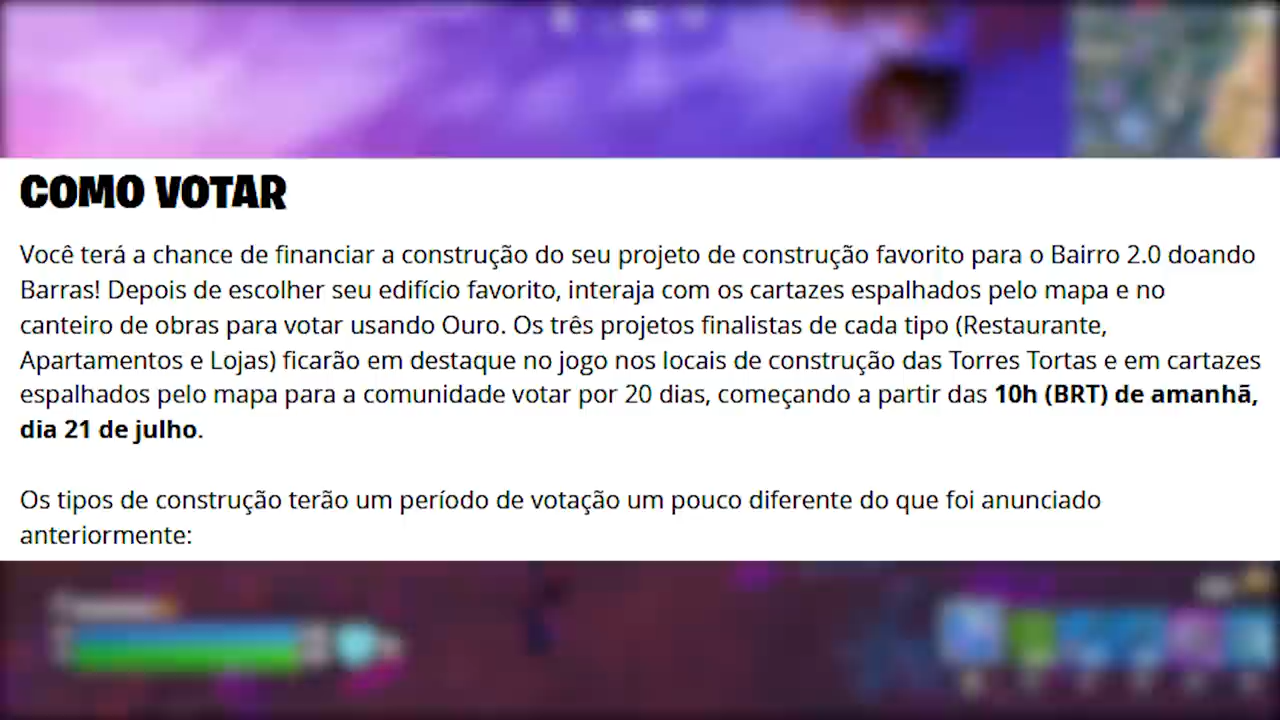 COMO VOTAR
Você terá a chance de financiar a construção do seu projeto de construção favorito para o Bairro 2.0 doando
Barras! Depois de escolher seu edifício favorito, interaja com os cartazes espalhados pelo mapa e no
canteiro de obras para votar usando Ouro. Os três projetos finalistas de cada tipo (Restaurante,
Apartamentos e Lojas) ficarão em destaque no jogo nos locais de construção das Torres Tortas e em cartazes
espalhados pelo mapa para a comunidade votar por 20 dias, começando a partir das 10h (BRT) de amanhã,
dia 21 de julho.
Os tipos de construção terão um período de votação um pouco diferente do que foi anunciado
anteriormente: